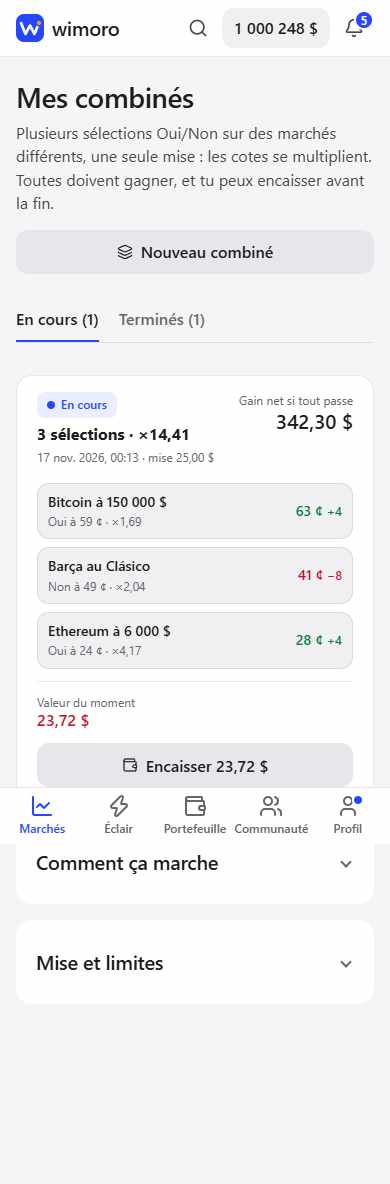 wimoro
1 000 248 $
5
Mes combinés
Plusieurs sélections Oui/Non sur des marchés
différents, une seule mise : les cotes se multiplient.
Toutes doivent gagner, et tu peux encaisser avant
la fin.
Nouveau combiné
En cours (1)
Terminés (1)
En cours
Gain net si tout passe
342,30 $
3 sélections · ×14,41
17 nov. 2026, 00:13 · mise 25,00 $
Bitcoin à 150 000 $
Oui à 59 ¢ · ×1,69
63 ¢ +4
Barça au Clásico
Non à 49 ¢ · ×2,04
41 ¢ −8
Ethereum à 6 000 $
Oui à 24 ¢ · ×4,17
28 ¢ +4
Valeur du moment
23,72 $
Encaisser 23,72 $
Marchés
Éclair
Portefeuille
Communauté
Profil
Comment ça marche
Mise et limites